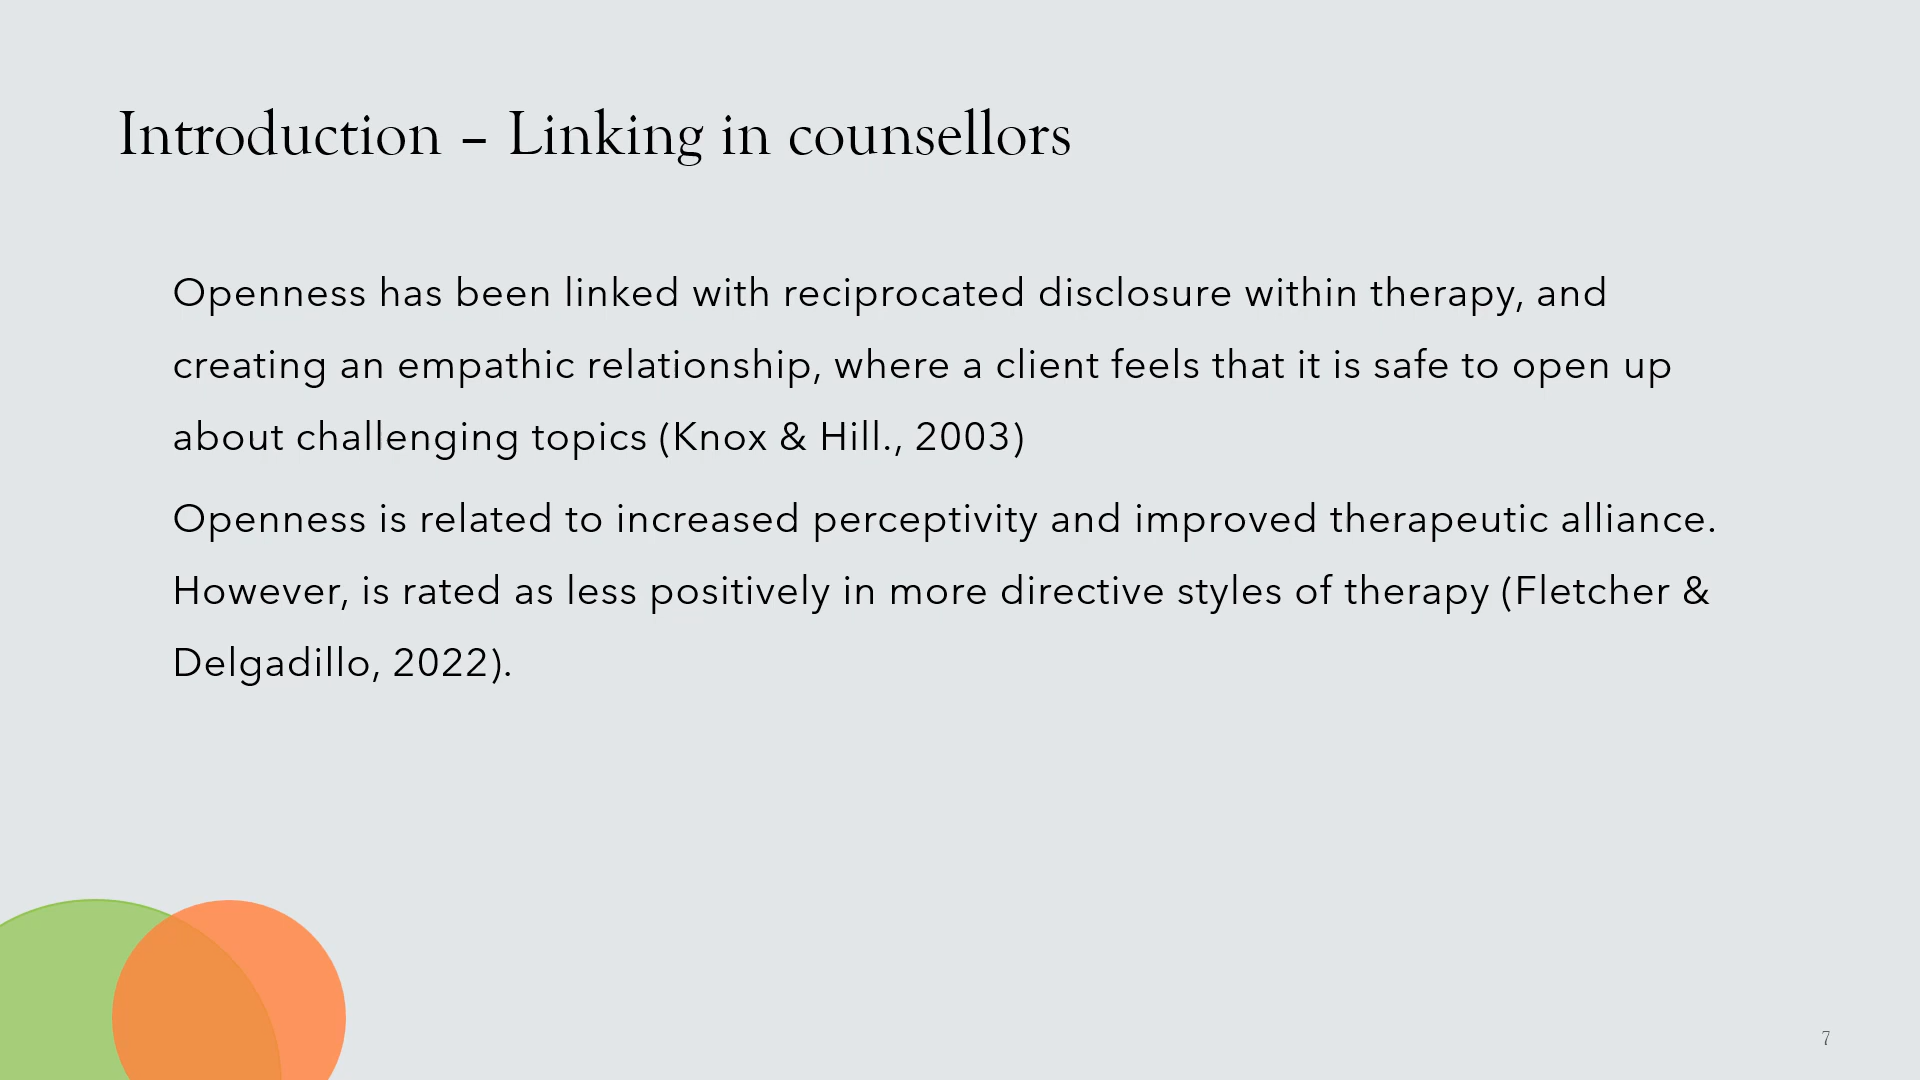 Introduction – Linking in counsellors
Openness has been linked with reciprocated disclosure within therapy, and
creating an empathic relationship, where a client feels that it is safe to open up
about challenging topics (Knox & Hill., 2003)
Openness is related to increased perceptivity and improved therapeutic alliance.
However, is rated as less positively in more directive styles of therapy (Fletcher &
Delgadillo, 2022).
7